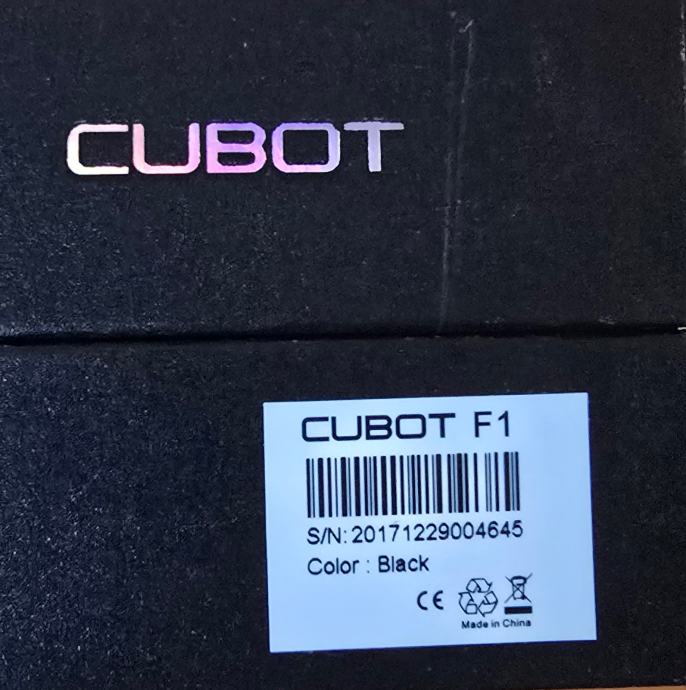 CUBOT
CUBOT F1
S/N: 20171229004645
Color : Black
CE
Made in China